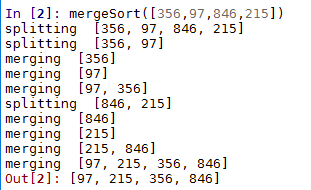 In [2]: mergeSort([356,97,846,215])
splitting  [356, 97, 846, 215]
splitting  [356, 97]
merging  [356]
merging  [97]
merging  [97, 356]
splitting  [846, 215]
merging  [846]
merging  [215]
merging  [215, 846]
merging  [97, 215, 356, 846]
Out[2]: [97, 215, 356, 846]